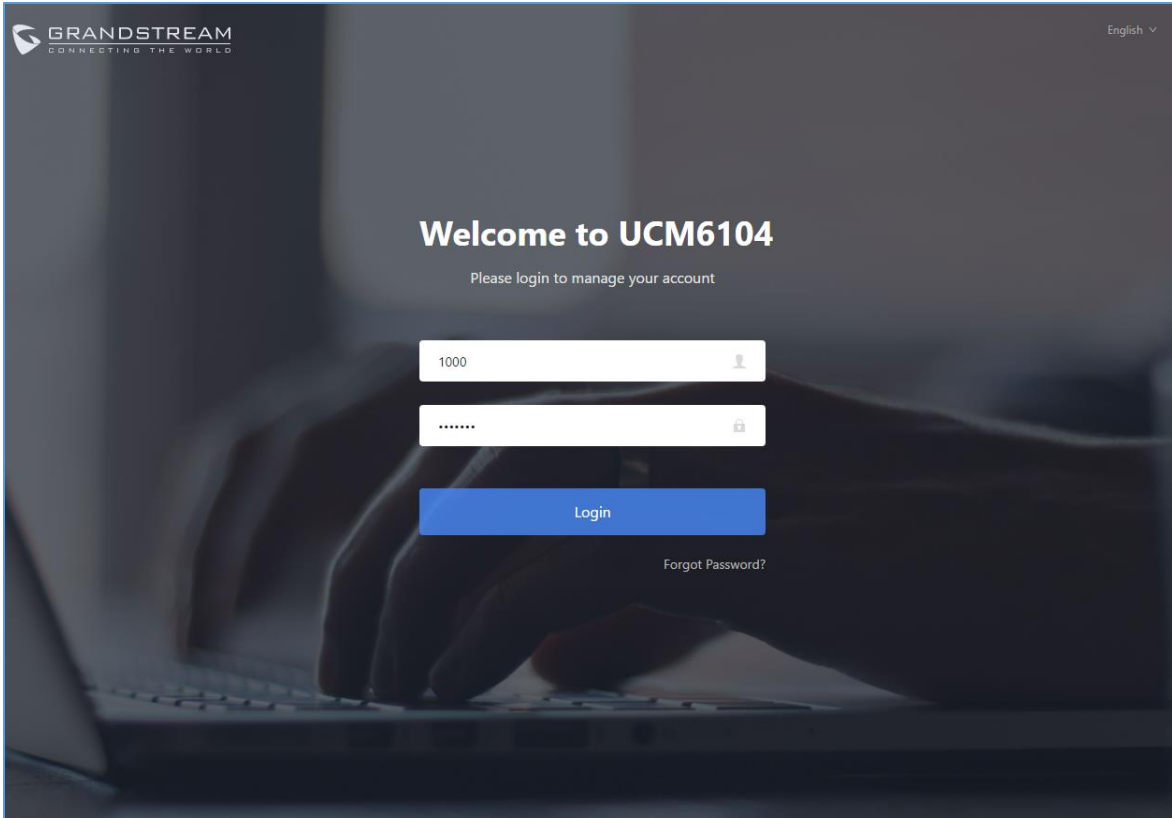 GRANDSTREAM
CONNECTING THE WORLD
English
Welcome to UCM6104
Please login to manage your account
1000
•••••••
Login
Forgot Password?